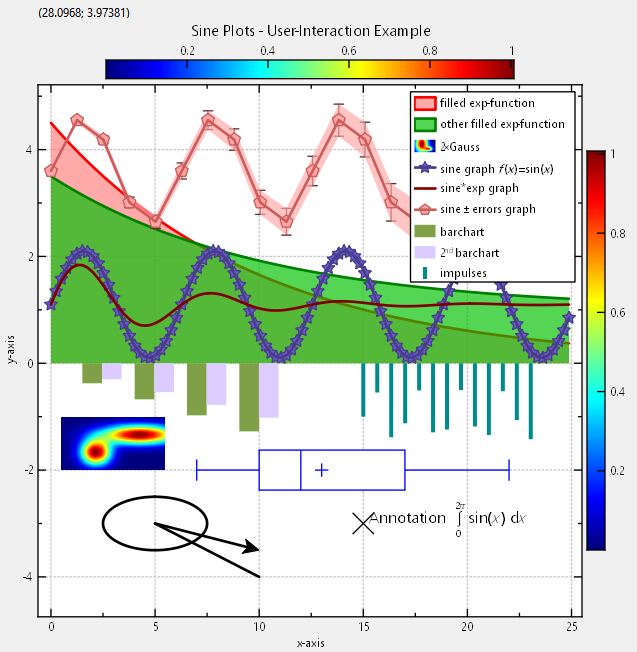 (28.0968; 3.97381)
Sine Plots - User-Interaction Example
0.2 0.4 0.6 0.8 1
filled exp-function
other filled exp-function
2xGauss
sine graph f(x)=sin(x)
sine*exp graph
sine ± errors graph
barchart
2nd barchart
impulses
1
0.8
0.6
0.4
0.2
0
y-axis
4
2
0
-2
-4
Annotation ∫₀²π sin(x) dx
0 5 10 15 20 25
x-axis